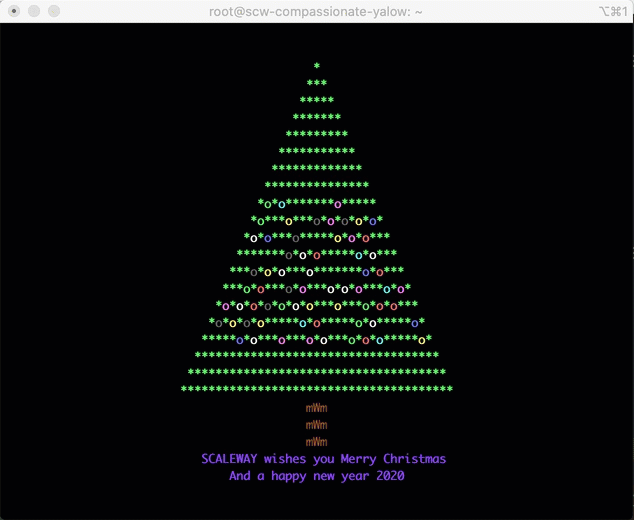 root@scw-compassionate-yalow: ~
⌥⌘1
*
***
*****
*******
*********
***********
*************
***************
*o*o*******o*****
*o***o***o*o*o*o*o*
*o*o***o*****o*o*o***
*******o*o*o*****o*o***
***o*o*o***o*******o*o***
***o*o***o*o***o*o*o***o*o*
*o*o*o*o*o*o*o***o***o*o*o***
*o*o*o*o*****o*o*****o*o*****o*
*****o*o***o***o*o***o*o*o*****o*
***********************************
*************************************
***************************************
mWm
mWm
mWm
SCALEWAY wishes you Merry Christmas
And a happy new year 2020